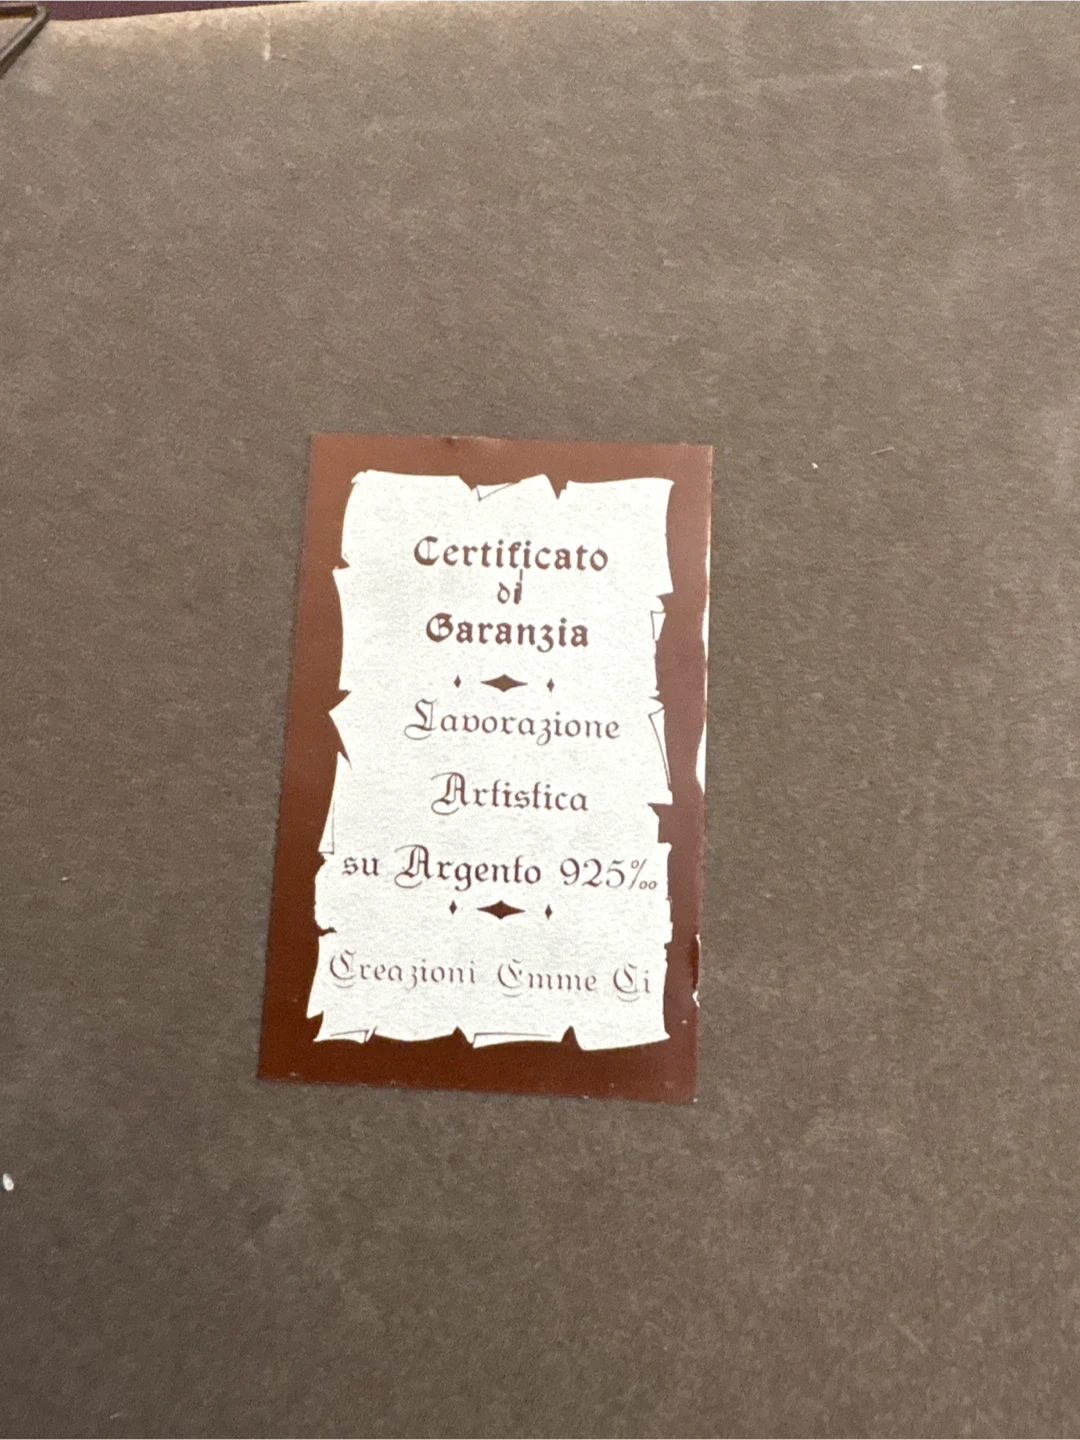 Certificato
di
Garanzia
Lavorazione
Artistica
su Argento 925‰
Creazioni Emme Ci